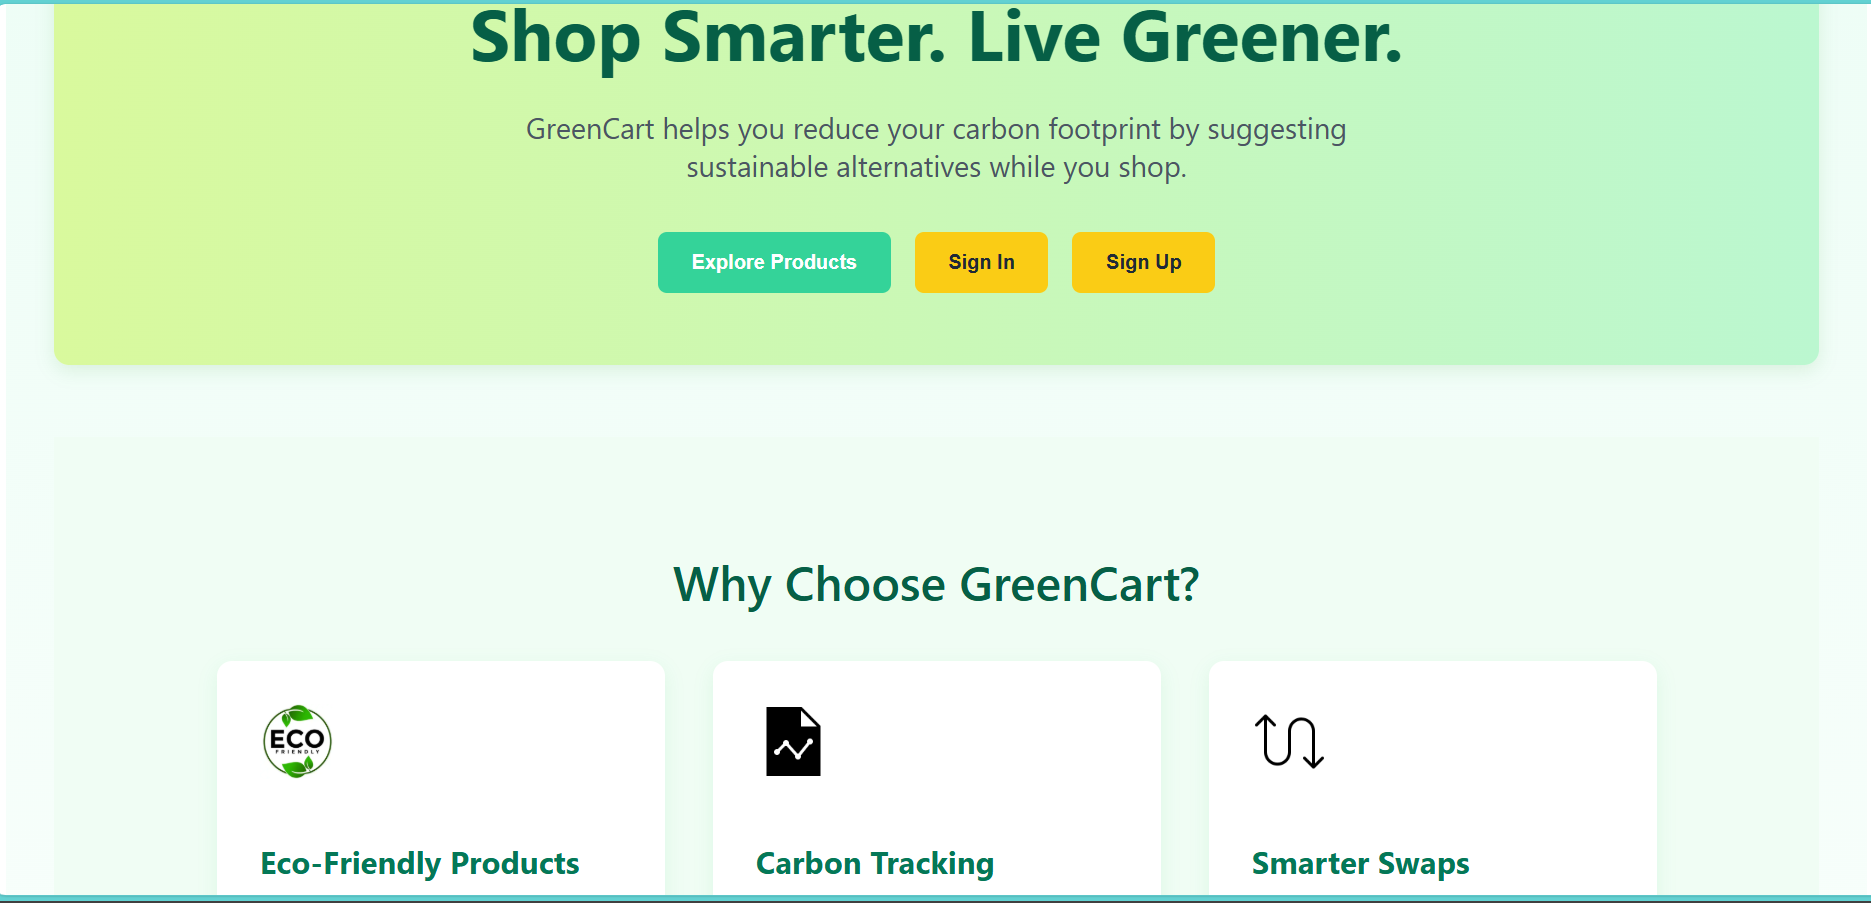 Shop Smarter. Live Greener.
GreenCart helps you reduce your carbon footprint by suggesting
sustainable alternatives while you shop.
Explore Products
Sign In
Sign Up
Why Choose GreenCart?
ECO
FRIENDLY
Eco-Friendly Products
Carbon Tracking
Smarter Swaps